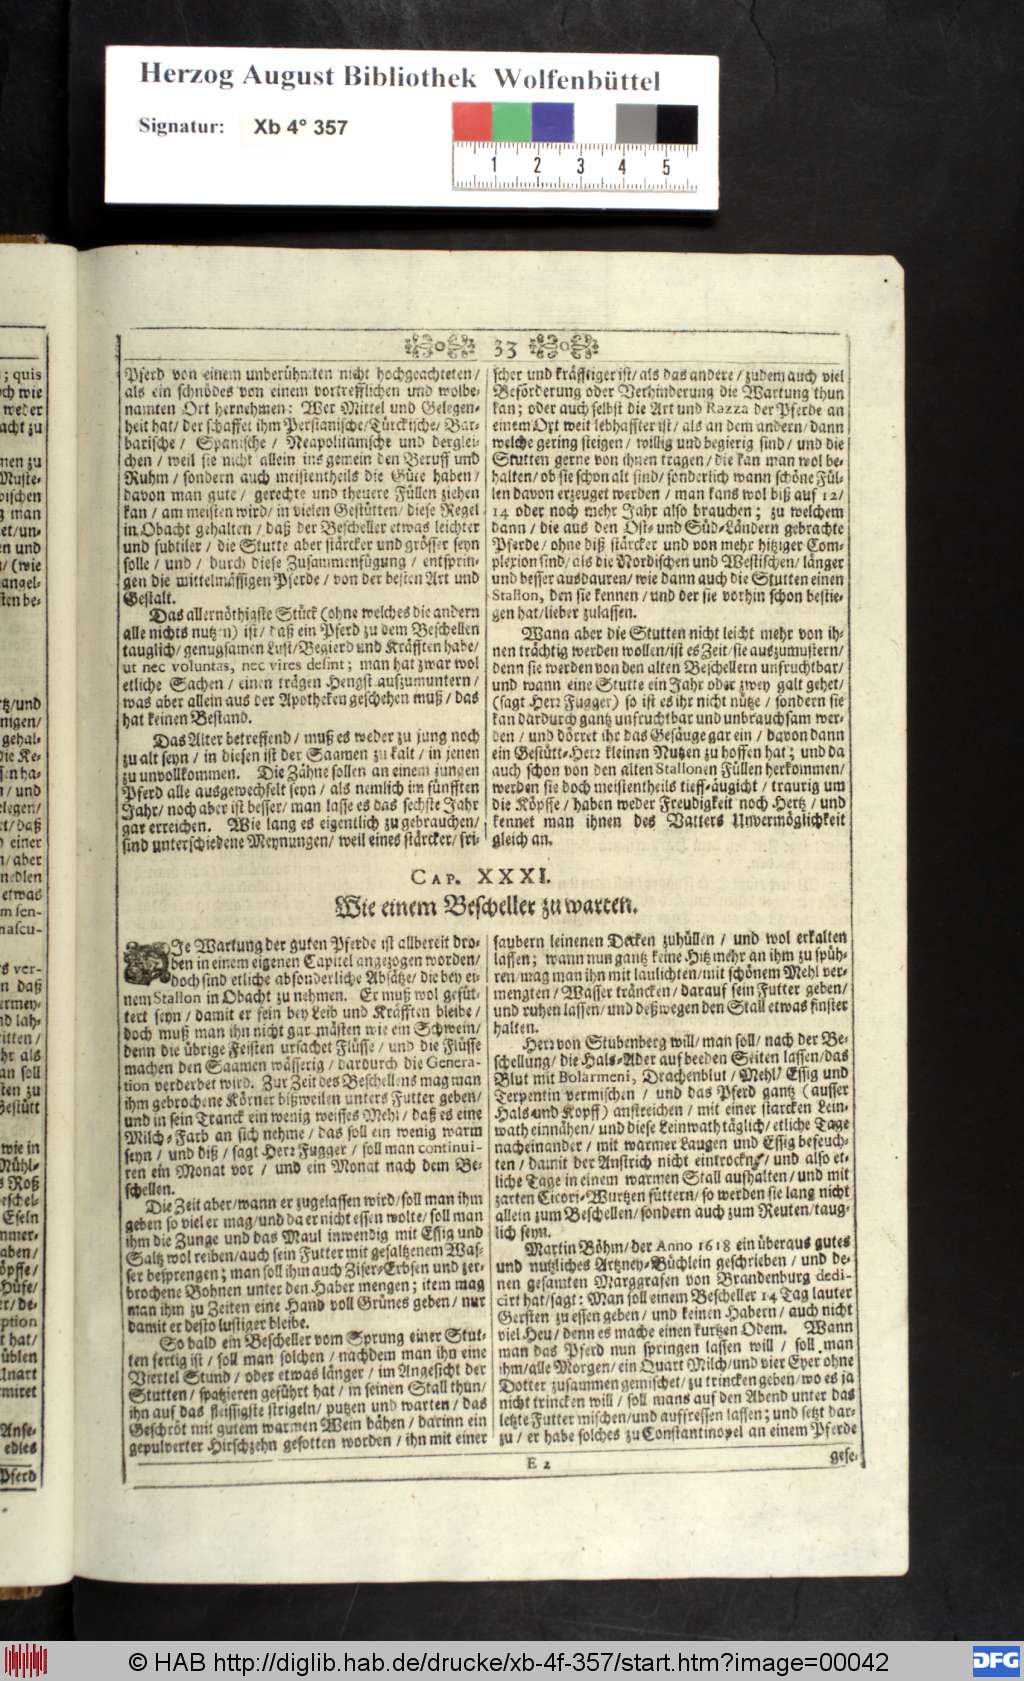 Herzog August Bibliothek Wolfenbüttel
Signatur: Xb 4° 357
1 2 3 4 5
33
Pferd von einem unberühmten nicht hochgeachteten/
als ein schnödes von einem vortrefflichen und wolbe-
namten Ort hernehmen: Wer Mittel und Gelegen-
heit hat/ der schaffet ihm Persianische/Türckische/ Bar-
barische/ Spanische/ Neapolitanische und derglei-
chen/ weil sie nicht allein ins gemein den Beruff und
Ruhm/ sondern auch meistentheils die Güte haben/
davon man gute/ gerechte und theuere Füllen ziehen
kan/ am meisten wird/ in vielen Gestütten/ diese Regel
in Obacht gehalten/ daß der Bescheller etwas leichter
und subtiler/ die Stutte aber stärcker und grösser seyn
solle/ und/ durch diese Zusammenfügung/ entsprin-
gen die mittelmässigen Pferde/ von der besten Art und
Gestalt.
Das allernöthigste Stück (ohne welches die andern
alle nichts nutzen) ist/ daß ein Pferd zu dem Beschellen
tauglich/ genugsamen Lust/Begierd und Kräfften habe/
ut nec voluntas, nec vires desint; man hat zwar wol
etliche Sachen/ einen trägen Hengst auszumuntern/
was aber allein aus der Apotheken geschehen muß/ das
hat keinen Bestand.
Das Alter betreffend/ muß es weder zu jung noch
zu alt seyn/ in diesen ist der Saamen zu kalt/ in jenen
zu unvollkommen. Die Zähne sollen an einem jungen
Pferd alle ausgewechselt seyn/ als nemlich im fünfften
Jahr/ noch aber ist besser/ man lasse es das sechste Jahr
gar erreichen. Wie lang es eigentlich zu gebrauchen/
sind unterschiedene Meynungen/ weil eines stärcker/ fri-
scher und kräfftiger ist/ als das andere/ zudem auch viel
Beförderung oder Verhinderung die Wartung thun
kan; oder auch selbst die Art und Razza der Pferde an
einem Ort weit lebhaffter ist/ als an dem andern/ dann
welche gering steigen/ willig und begierig sind/ und die
Stutten gerne von ihnen tragen/ die kan man wol be-
halten/ ob sie schon alt sind/ sonderlich wann schöne Fül-
len davon erzeuget werden/ man kans wol biß auf 12/
14 oder noch mehr Jahr also brauchen; zu welchem
dann/ die aus den Ost- und Süd-Ländern gebrachte
Pferde/ ohne diß stärcker und von mehr hitziger Com-
plexion sind/ als die Nordischen und Westischen/ länger
und besser ausdauren/ wie dann auch die Stutten einen
Stallon, den sie kennen/ und der sie vorhin schon bestie-
gen hat/ lieber zulassen.
Wann aber die Stutten nicht leicht mehr von ih-
nen trächtig werden wollen/ist es Zeit/ sie auszumustern/
denn sie werden von den alten Beschellern unfruchtbar/
und wann eine Stutte ein Jahr oder zwey galt gehet/
(sagt Herr Fugger) so ist es ihr nicht nütze/ sondern sie
kan dardurch gantz unfruchtbar und unbrauchsam wer-
den/ und dörret ihr das Gesäuge gar ein/ davon dann
ein Gestütt-Herr kleinen Nutzen zu hoffen hat; und da
auch schon von den alten Stallonen Füllen herkommen/
werden sie doch meistentheils tieff-äugicht/ traurig um
die Köpffe/ haben weder Freudigkeit noch Hertz/ und
kennet man ihnen des Vatters Unvermöglichkeit
gleich an.
CAP. XXXI.
Wie einem Bescheller zu warten.
DIe Wartung der guten Pferde ist allbereit dro-
ben in einem eigenen Capitel angezogen worden/
doch sind etliche absonderliche Absätze/ die bey ei-
nem Stallon in Obacht zu nehmen. Er muß wol gefüt-
tert seyn/ damit er fein bey Leib und Kräfften bleibe/
doch muß man ihn nicht gar mästen wie ein Schwein/
denn die übrige Feisten ursachet Flüsse/ und die Flüsse
machen den Saamen wässerig/ dardurch die Genera-
tion verderbet wird. Zur Zeit des Beschellens mag man
ihm gebrochene Körner bißweilen unters Futter geben/
und in sein Tranck ein wenig weisses Mehl/ daß es eine
Milch-Farb an sich nehme/ das soll ein wenig warm
seyn/ und diß/ sagt Herr Fugger/ soll man continui-
ren ein Monat vor/ und ein Monat nach dem Be-
schellen.
Die Zeit aber/wann er zugelassen wird/ soll man ihm
geben so viel er mag/ und da er nicht essen wolte/ soll man
ihm die Zunge und das Maul inwendig mit Essig und
Saltz wol reiben/ auch sein Futter mit gesaltzenem Was-
ser besprengen; man soll ihm auch Ziser-Erbsen und zer-
brochene Bohnen unter den Haber mengen; item mag
man ihm zu Zeiten eine Hand voll Grünes geben/ nur
damit er desto lustiger bleibe.
So bald ein Bescheller vom Sprung einer Stut-
ten fertig ist/ soll man solchen/ nachdem man ihn eine
Viertel Stund/ oder etwas länger/ im Angesicht der
Stutten/ spatzieren geführt hat/ in seinen Stall thun/
ihn auf das fleissigste strigeln/ putzen und warten/ das
Geschröt mit gutem warmen Wein bähen/ darinn ein
gepulverter Hirschzehn gesotten worden/ ihn mit einer
saubern leinenen Decken zuhüllen/ und wol erkalten
lassen; wann nun gantz keine Hitz mehr an ihm zu spüh-
ren/ mag man ihn mit laulichten/ mit schönem Mehl ver-
mengten/ Wasser träncken/ darauf sein Futter geben/
und ruhen lassen/ und deßwegen den Stall etwas finster
halten.
Herr von Stubenberg will/ man soll/ nach der Be-
schellung/ die Hals-Ader auf beeden Seiten lassen/das
Blut mit Bolarmeni, Drachenblut/ Mehl/ Essig und
Terpentin vermischen/ und das Pferd gantz (ausser
Hals und Kopff) anstreichen/ mit einer starcken Lein-
wath einnähen/ und diese Leinwath täglich/ etliche Tage
nacheinander/ mit warmer Laugen und Essig befeuch-
ten/ damit der Anstrich nicht eintrockne/ und also et-
liche Tage in einem warmen Stall aushalten/ und mit
zarten Cicori-Wurtzen füttern/ so werden sie lang nicht
allein zum Beschellen/ sondern auch zum Reuten/ taug-
lich seyn.
Martin Böhm/ der Anno 1618 ein überaus gutes
und nutzliches Artzney-Büchlein geschrieben/ und de-
nen gesamten Marggrafen von Brandenburg dedi-
cirt hat/ sagt: Man soll einem Bescheller 14 Tag lauter
Gersten zu essen geben/ und keinen Habern/ auch nicht
viel Heu/ denn es mache einen kurtzen Odem. Wann
man das Pferd nun springen lassen will/ soll man
ihm/ alle Morgen/ ein Quart Milch/und vier Eyer ohne
Dotter zusammen gemischet/ zu trincken geben/ wo es ja
nicht trincken will/ soll mans auf den Abend unter das
letzte Futter mischen/und auffressen lassen; und setzt dar-
zu/ er habe solches zu Constantinopel an einem Pferde
E 2
gese-
© HAB http://diglib.hab.de/drucke/xb-4f-357/start.htm?image=00042
DFG